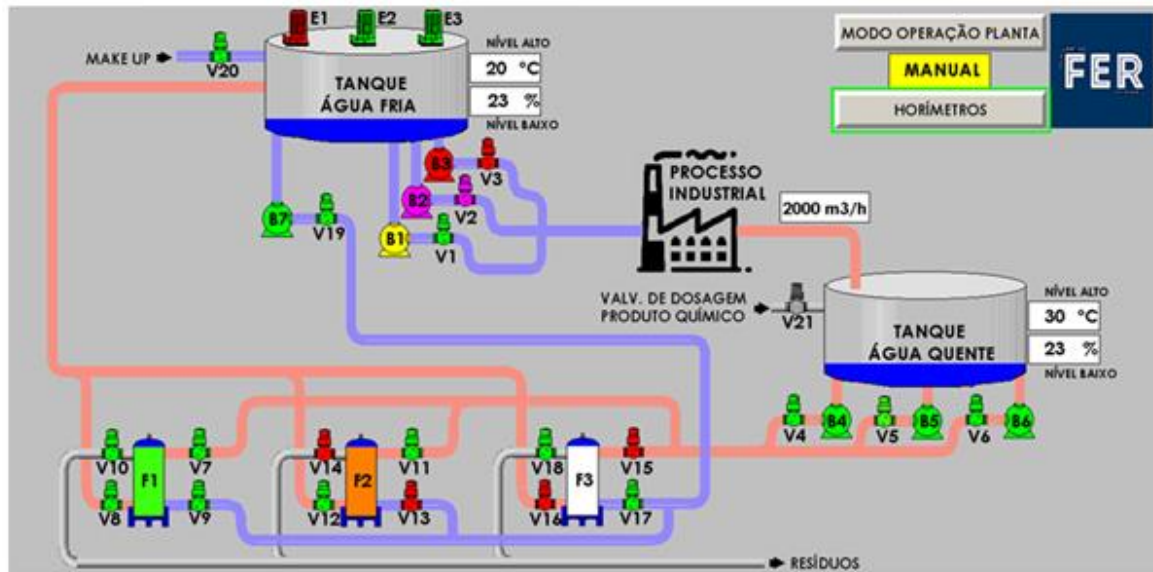 E1
E2
E3
MAKE UP
V20
TANQUE
ÁGUA FRIA
NÍVEL ALTO
20 °C
23 %
NÍVEL BAIXO
MODO OPERAÇÃO PLANTA
MANUAL
HORÍMETROS
FER
B3
V3
B2
V2
B7
V19
B1
V1
PROCESSO
INDUSTRIAL
2000 m3/h
VALV. DE DOSAGEM
PRODUTO QUÍMICO
V21
TANQUE
ÁGUA QUENTE
NÍVEL ALTO
30 °C
23 %
NÍVEL BAIXO
V4
B4
V5
B5
V6
B6
V10
V7
F1
V8
V9
V14
V11
F2
V12
V13
V18
V15
F3
V16
V17
RESÍDUOS